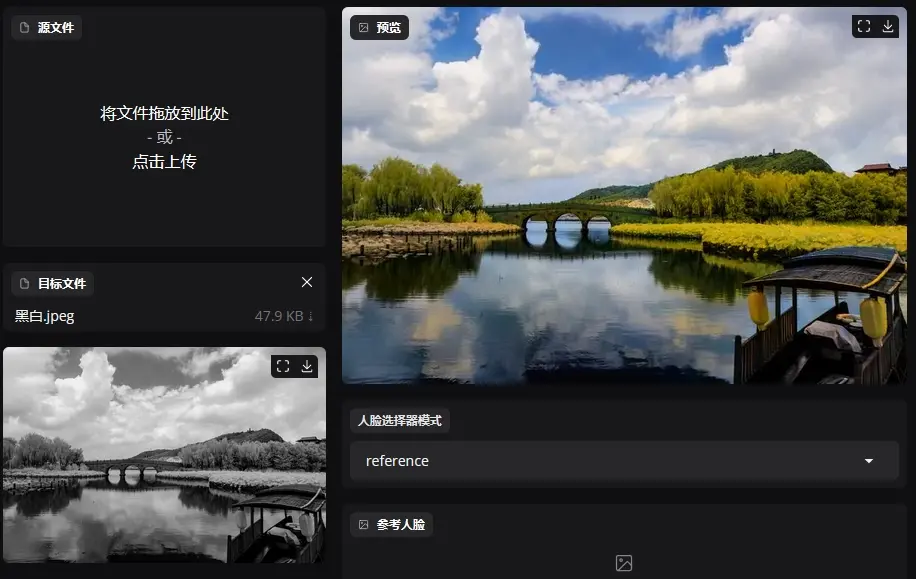 源文件
将文件拖放到此处
- 或 -
点击上传
目标文件
黑白.jpeg
47.9 KB ⇣
预览
人脸选择器模式
reference
参考人脸